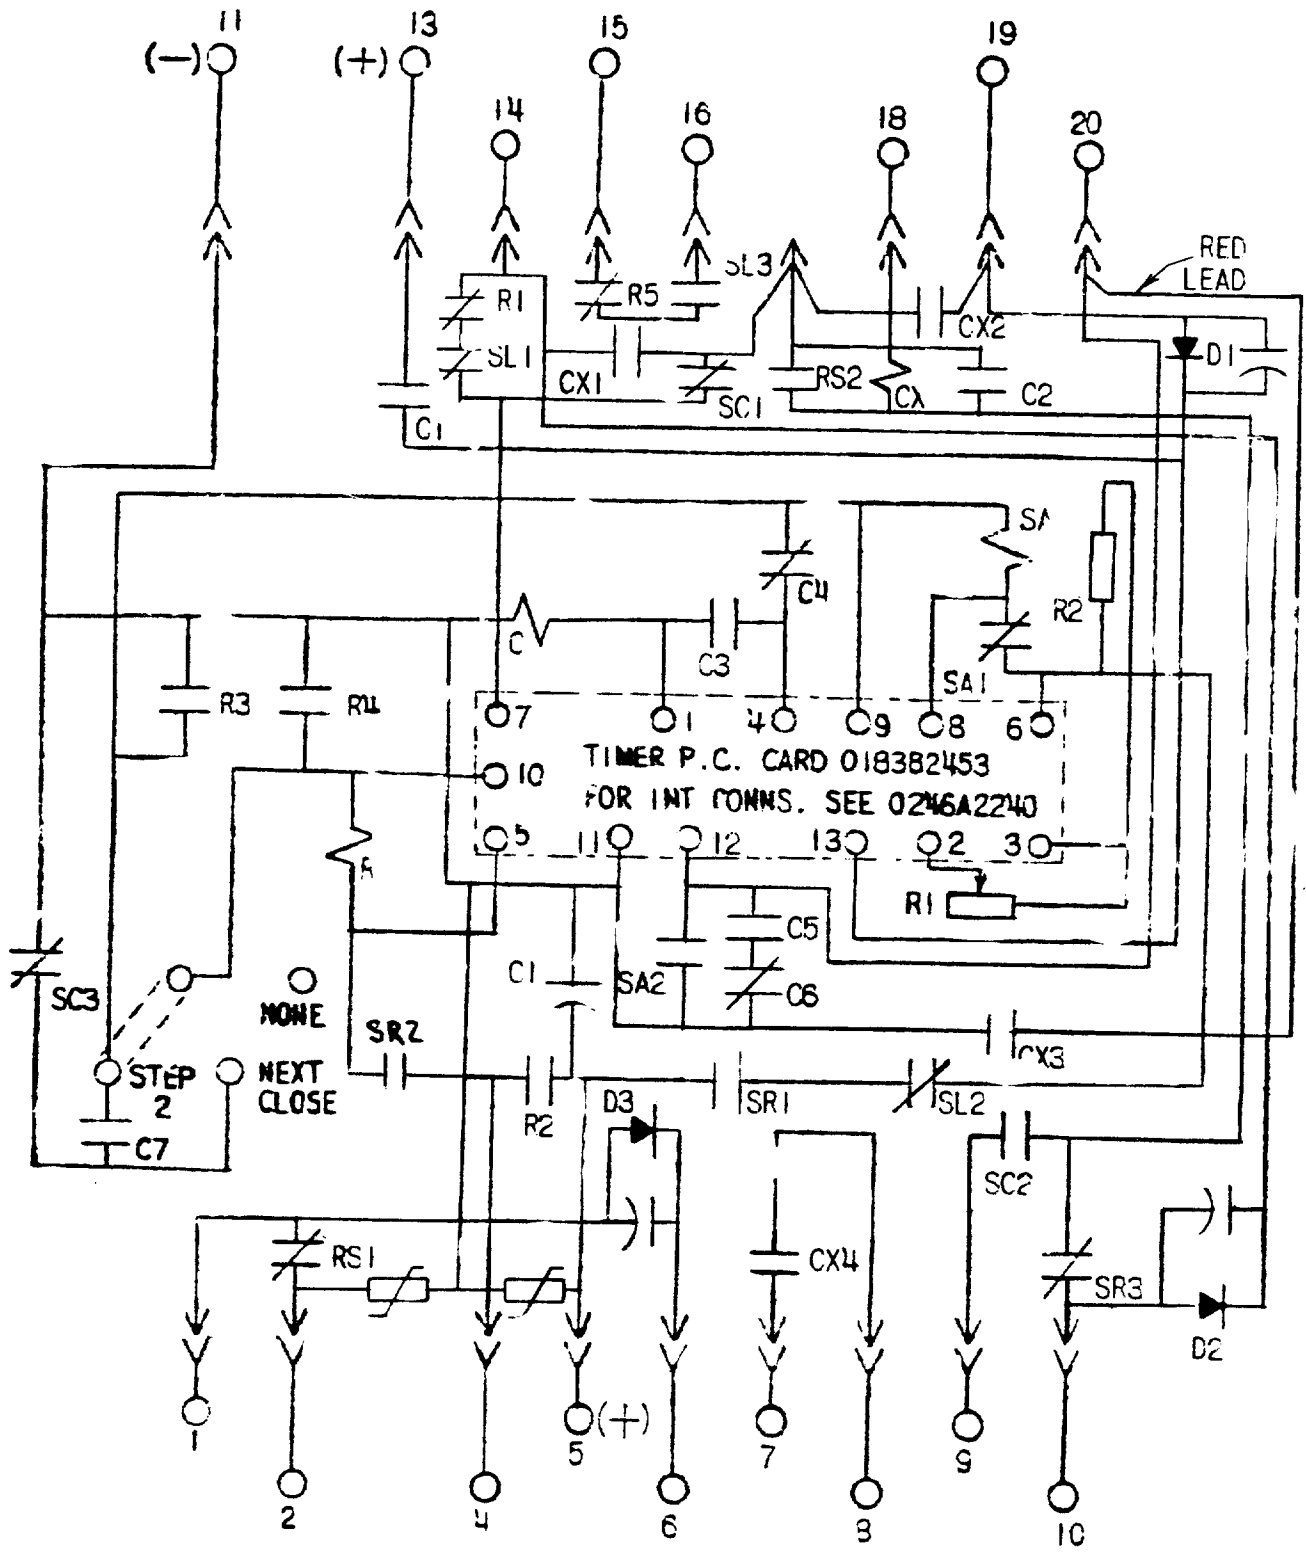 11
13
15
19
(—)
(+)
14
16
18
20
RED
LEAD
SL3
R1
R5
CX2
SL1
CX1
SC1
RS2
CX
C2
D1
C1
SA
C4
R2
C
C3
SA1
R3
R4
7
1
4
9
8
6
TIMER P.C. CARD 0183B2453
10
FOR INT CONNS. SEE 0246A2240
5
11
12
13
2
3
R1
C5
C1
SA2
C6
SC3
NONE
SR2
CX3
STEP
2
NEXT
CLOSE
D3
R2
SR1
SL2
C7
SC2
RS1
CX4
SR3
D2
1
5
(+)
7
9
2
4
6
8
10